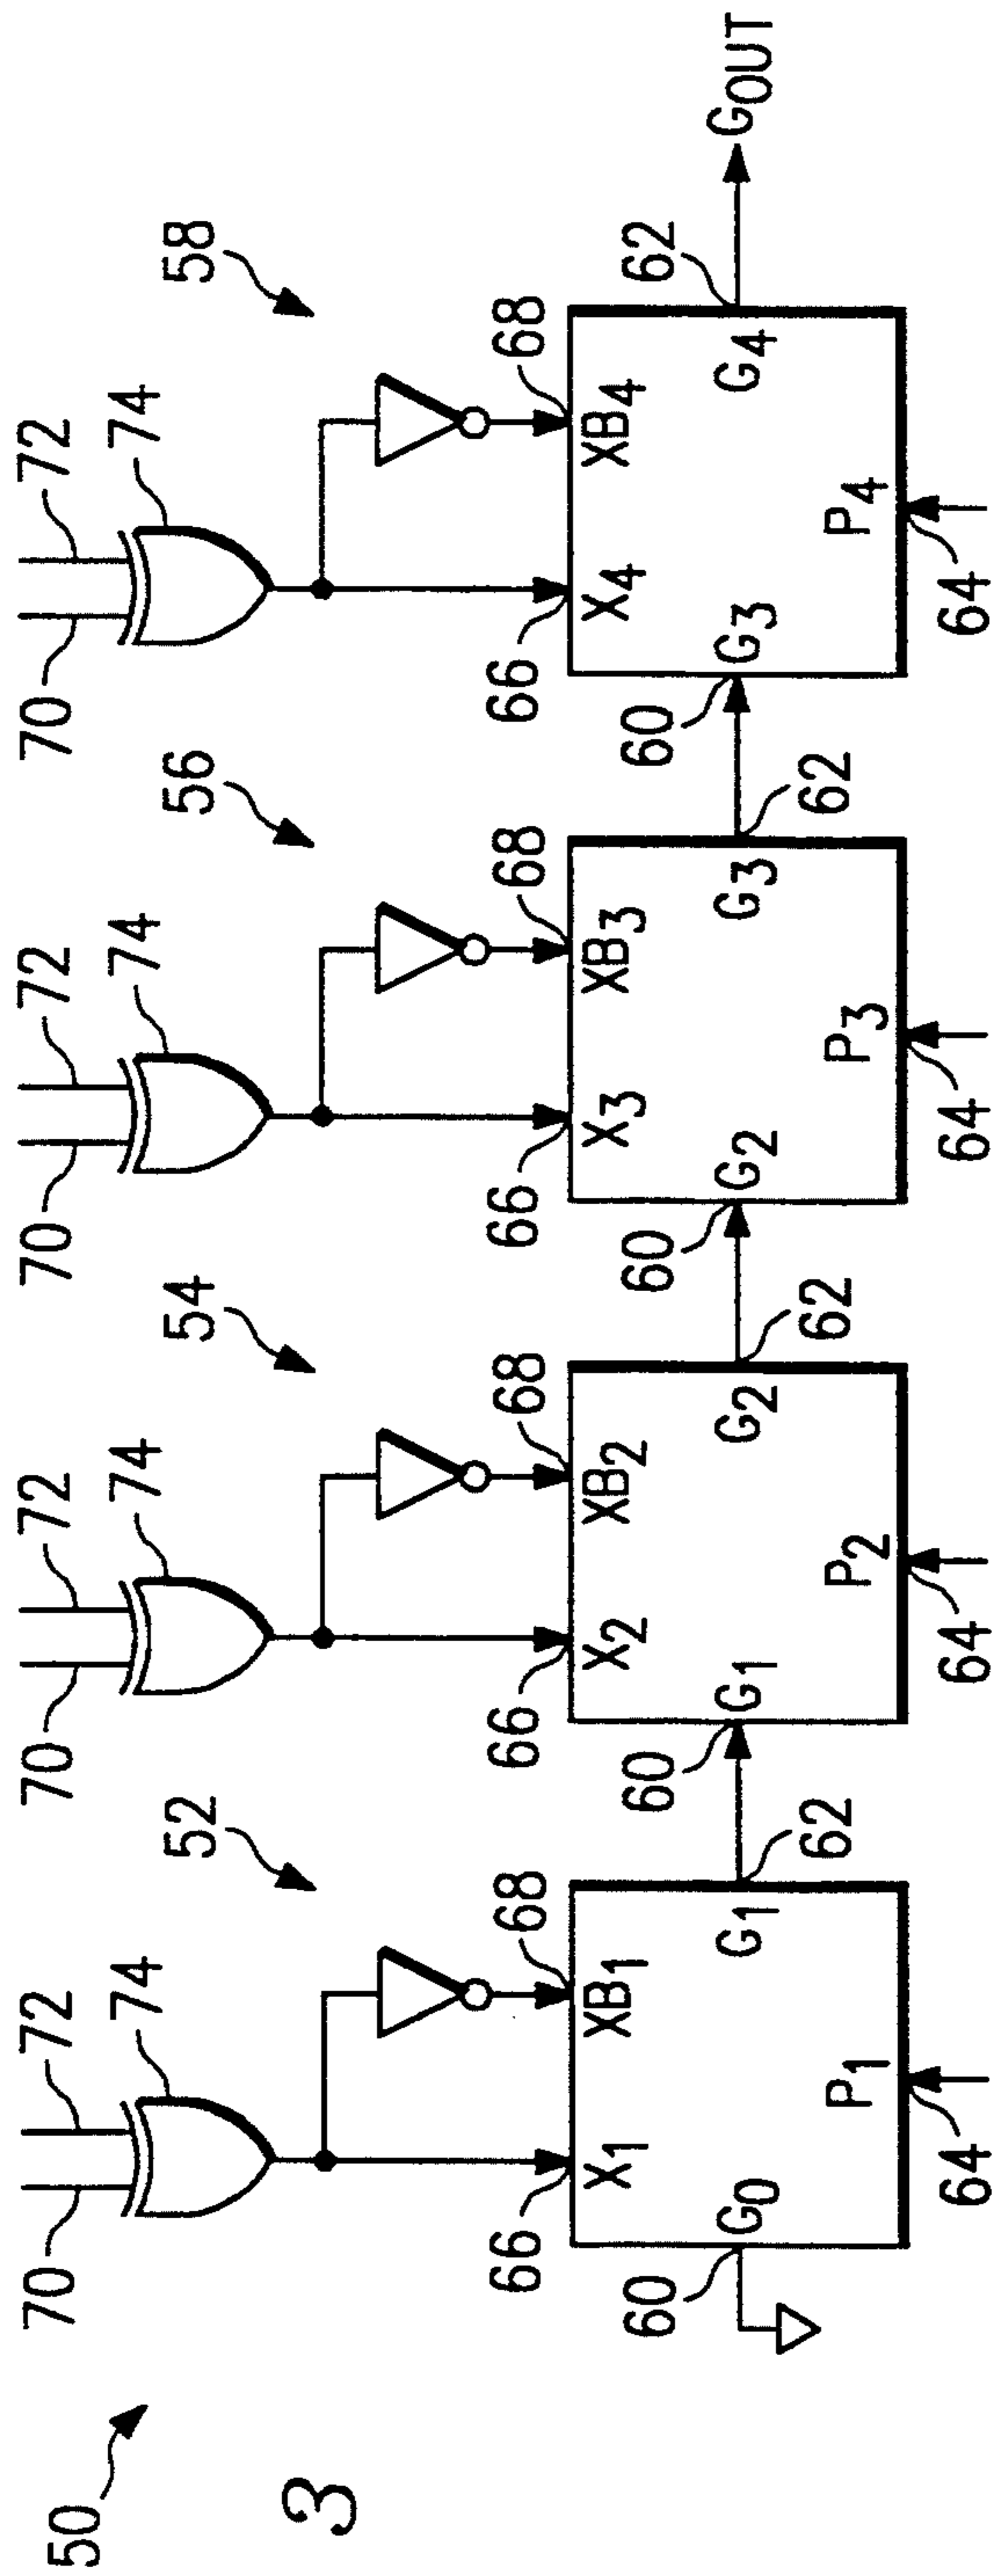 70 72 70 72 70 72 70 72
74 74 74 74
52 54 56 58
50
66 68 66 68 66 68 66 68
X1 XB1 X2 XB2 X3 XB3 X4 XB4
60 G0 G1 62 60 G1 G2 62 60 G2 G3 62 60 G3 G4 62 GOUT
P1 P2 P3 P4
64 64 64 64
3